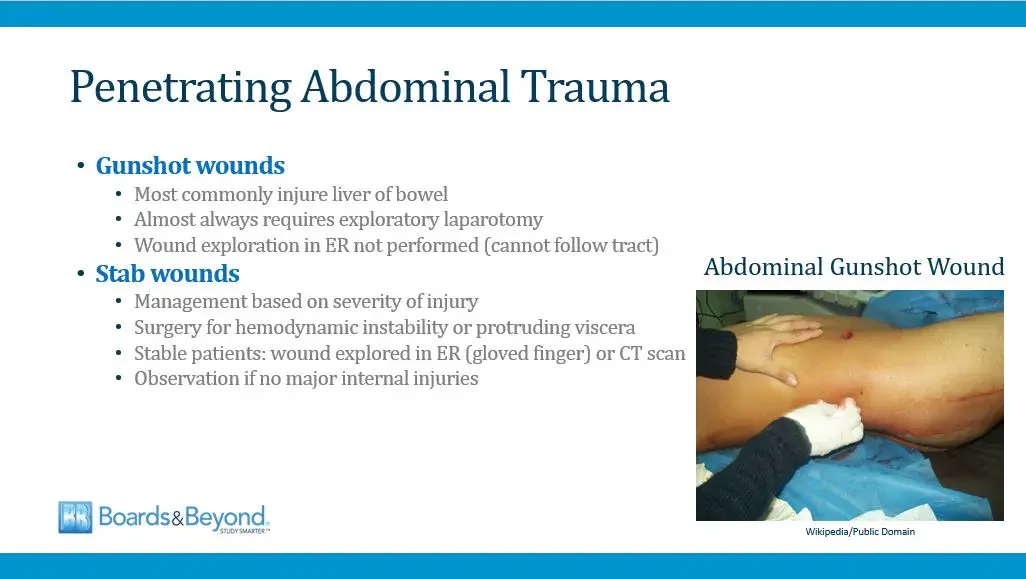 Penetrating Abdominal Trauma
• Gunshot wounds
• Most commonly injure liver of bowel
• Almost always requires exploratory laparotomy
• Wound exploration in ER not performed (cannot follow tract)
• Stab wounds
• Management based on severity of injury
• Surgery for hemodynamic instability or protruding viscera
• Stable patients: wound explored in ER (gloved finger) or CT scan
• Observation if no major internal injuries
Abdominal Gunshot Wound
Wikipedia/Public Domain
BB Boards&Beyond®
STUDY SMARTER™